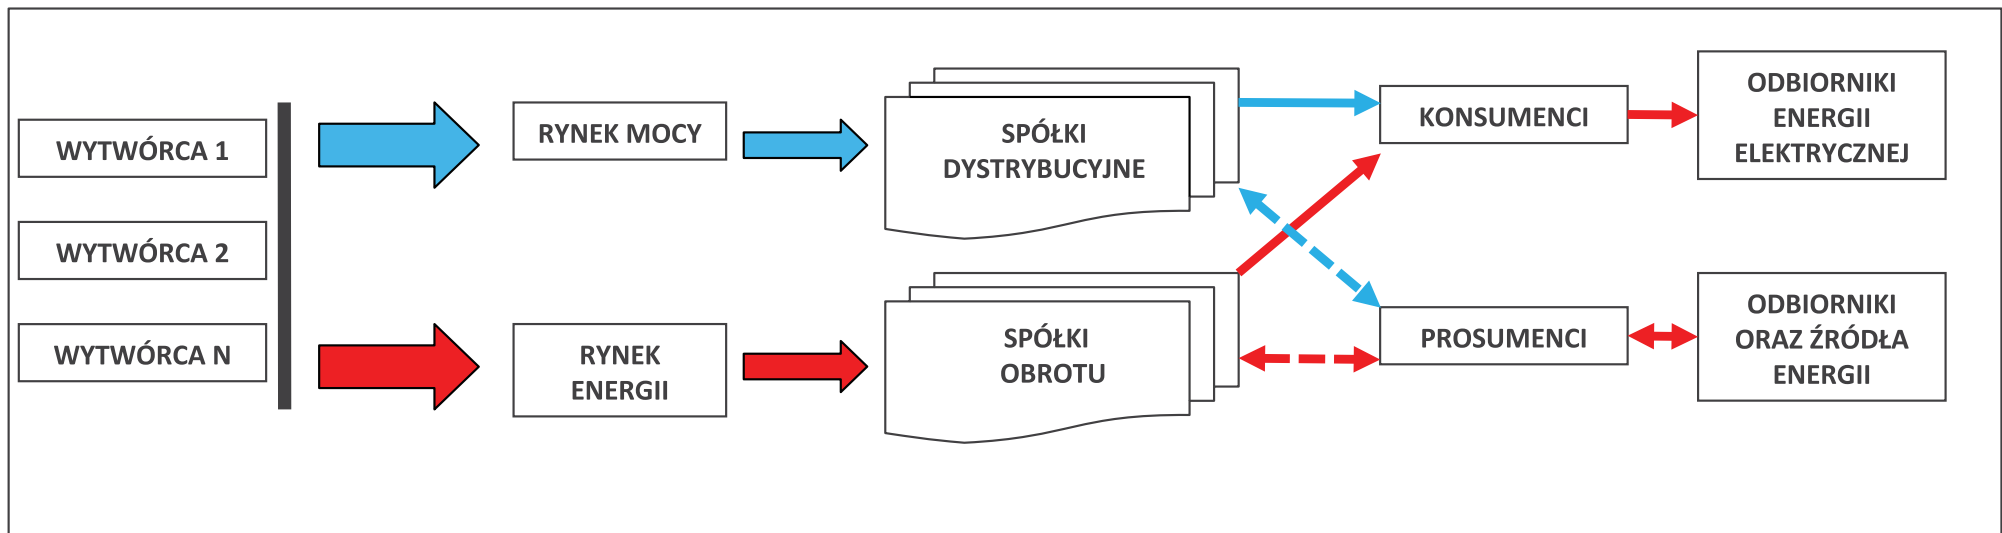 WYTWÓRCA 1
WYTWÓRCA 2
WYTWÓRCA N
RYNEK MOCY
RYNEK
ENERGII
SPÓŁKI
DYSTRYBUCYJNE
SPÓŁKI
OBROTU
KONSUMENCI
PROSUMENCI
ODBIORNIKI
ENERGII
ELEKTRYCZNEJ
ODBIORNIKI
ORAZ ŹRÓDŁA
ENERGII